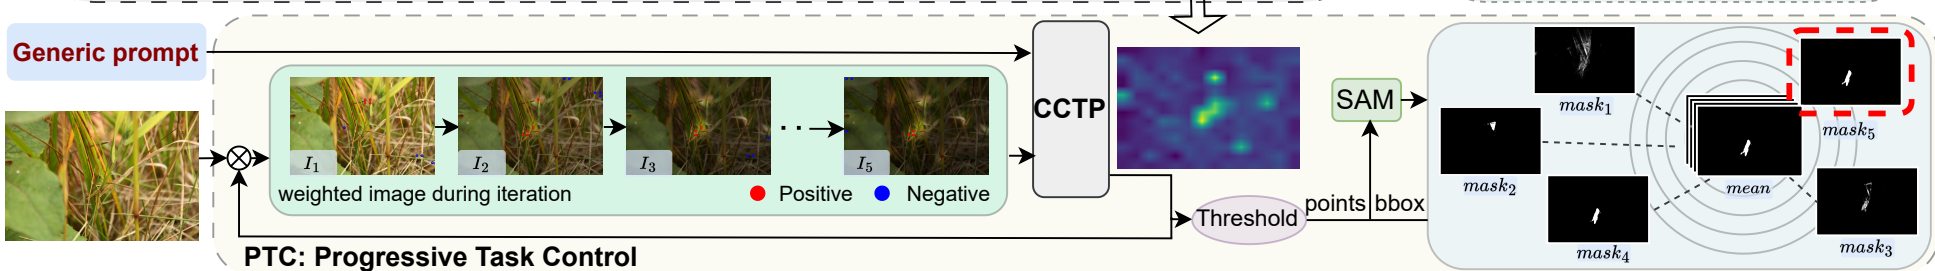 Generic prompt
I1
I2
I3
I5
weighted image during iteration
Positive
Negative
PTC: Progressive Task Control
CCTP
Threshold
points
bbox
SAM
mask1
mask2
mask4
mean
mask5
mask3